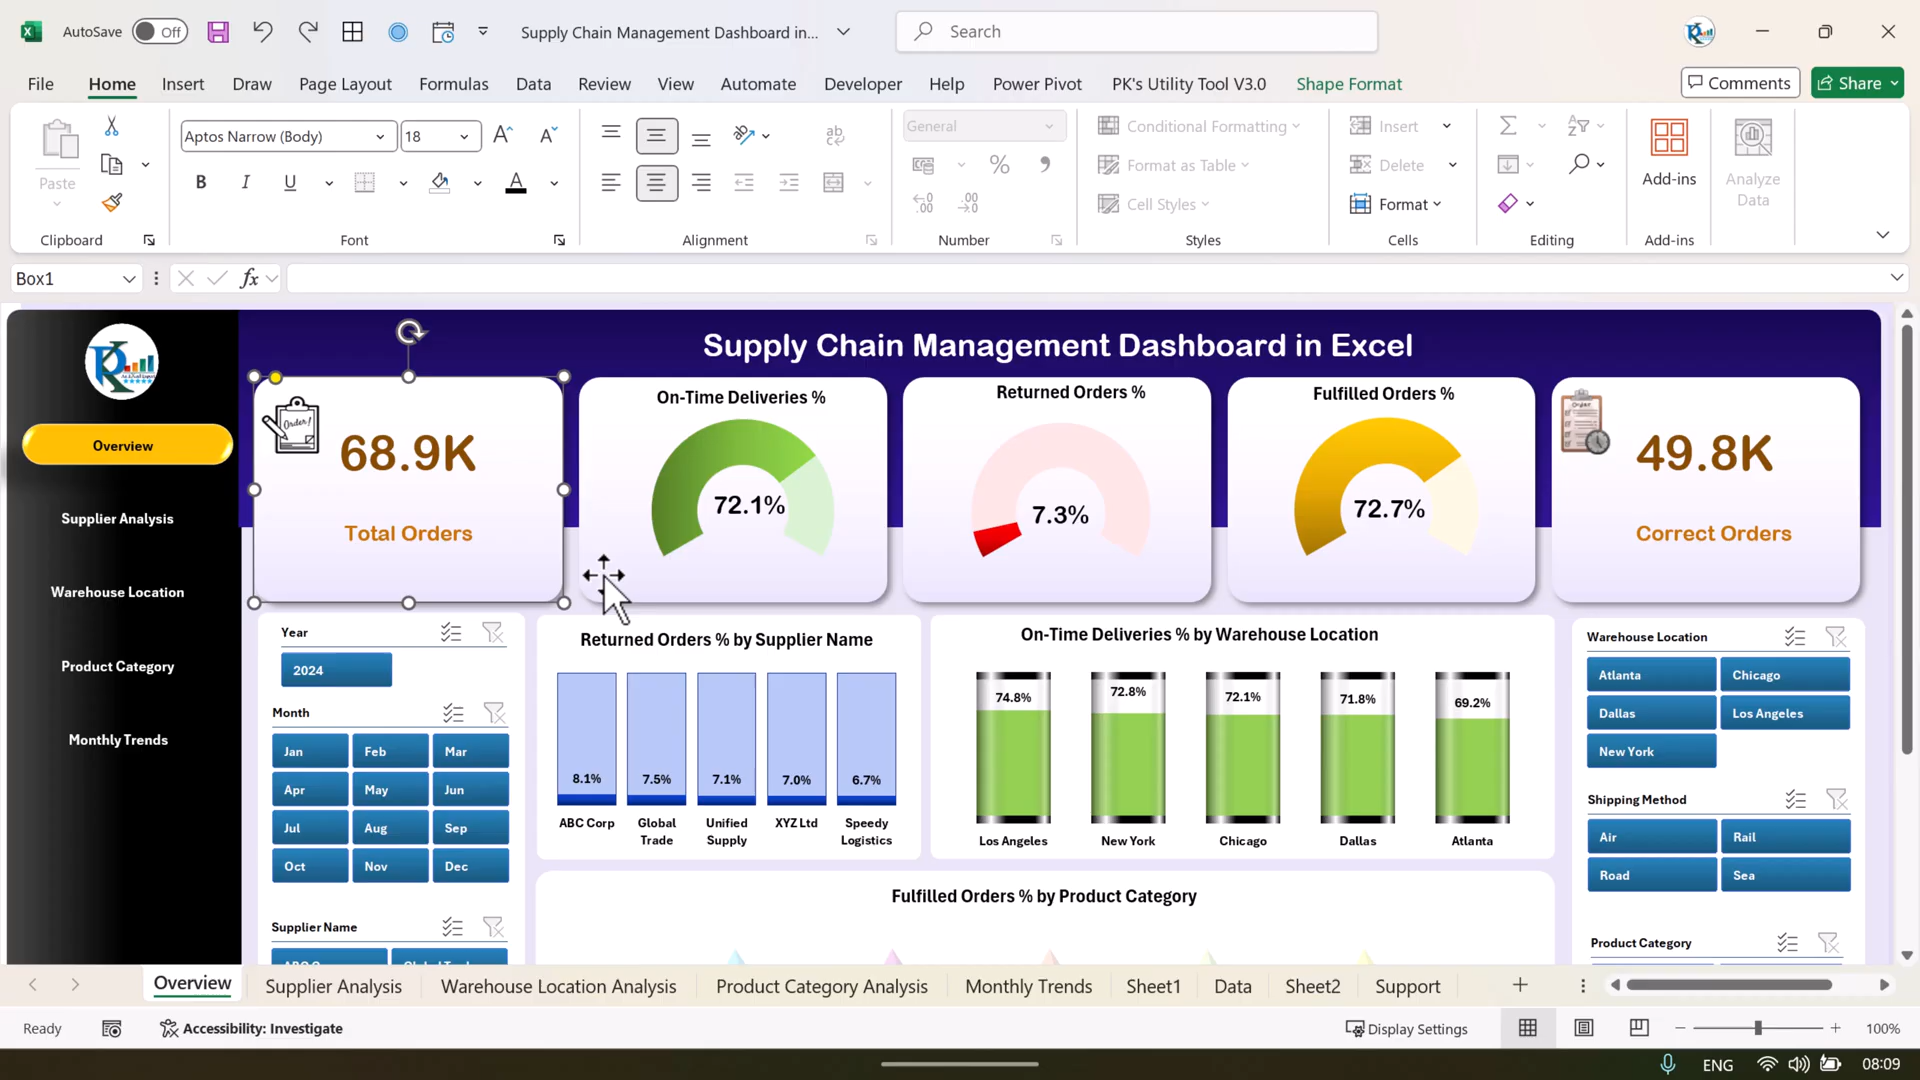 AutoSave Off Supply Chain Management Dashboard in... Search
File Home Insert Draw Page Layout Formulas Data Review View Automate Developer Help Power Pivot PK's Utility Tool V3.0 Shape Format Comments Share
Paste Aptos Narrow (Body) 18 B I U A ab General % Conditional Formatting Format as Table Cell Styles Insert Delete Format Add-ins Analyze Data
Clipboard Font Alignment Number Styles Cells Editing Add-ins
Box1 fx
Supply Chain Management Dashboard in Excel
Overview
Supplier Analysis
Warehouse Location
Product Category
Monthly Trends
Order!
68.9K
Total Orders
On-Time Deliveries %
72.1%
Returned Orders %
7.3%
Fulfilled Orders %
72.7%
49.8K
Correct Orders
Year
2024
Month
Jan Feb Mar
Apr May Jun
Jul Aug Sep
Oct Nov Dec
Supplier Name
Returned Orders % by Supplier Name
8.1% 7.5% 7.1% 7.0% 6.7%
ABC Corp Global Trade Unified Supply XYZ Ltd Speedy Logistics
On-Time Deliveries % by Warehouse Location
74.8% 72.8% 72.1% 71.8% 69.2%
Los Angeles New York Chicago Dallas Atlanta
Fulfilled Orders % by Product Category
Warehouse Location
Atlanta Chicago
Dallas Los Angeles
New York
Shipping Method
Air Rail
Road Sea
Product Category
Overview Supplier Analysis Warehouse Location Analysis Product Category Analysis Monthly Trends Sheet1 Data Sheet2 Support
Ready Accessibility: Investigate Display Settings 100%
ENG 08:09